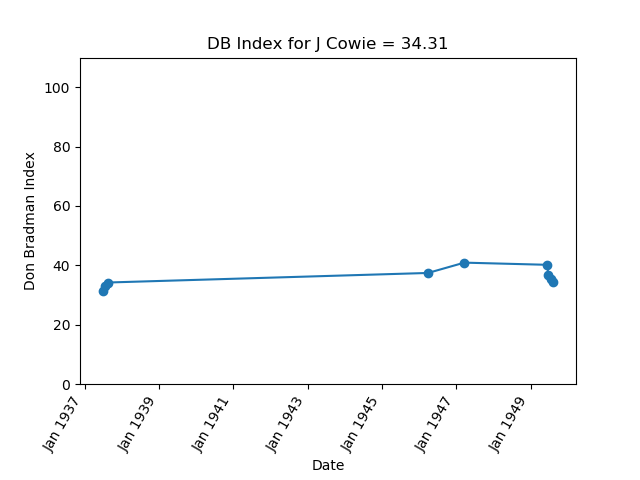 DB Index for J Cowie = 34.31
100
80
60
40
20
0
Don Bradman Index
Jan 1937
Jan 1939
Jan 1941
Jan 1943
Jan 1945
Jan 1947
Jan 1949
Date